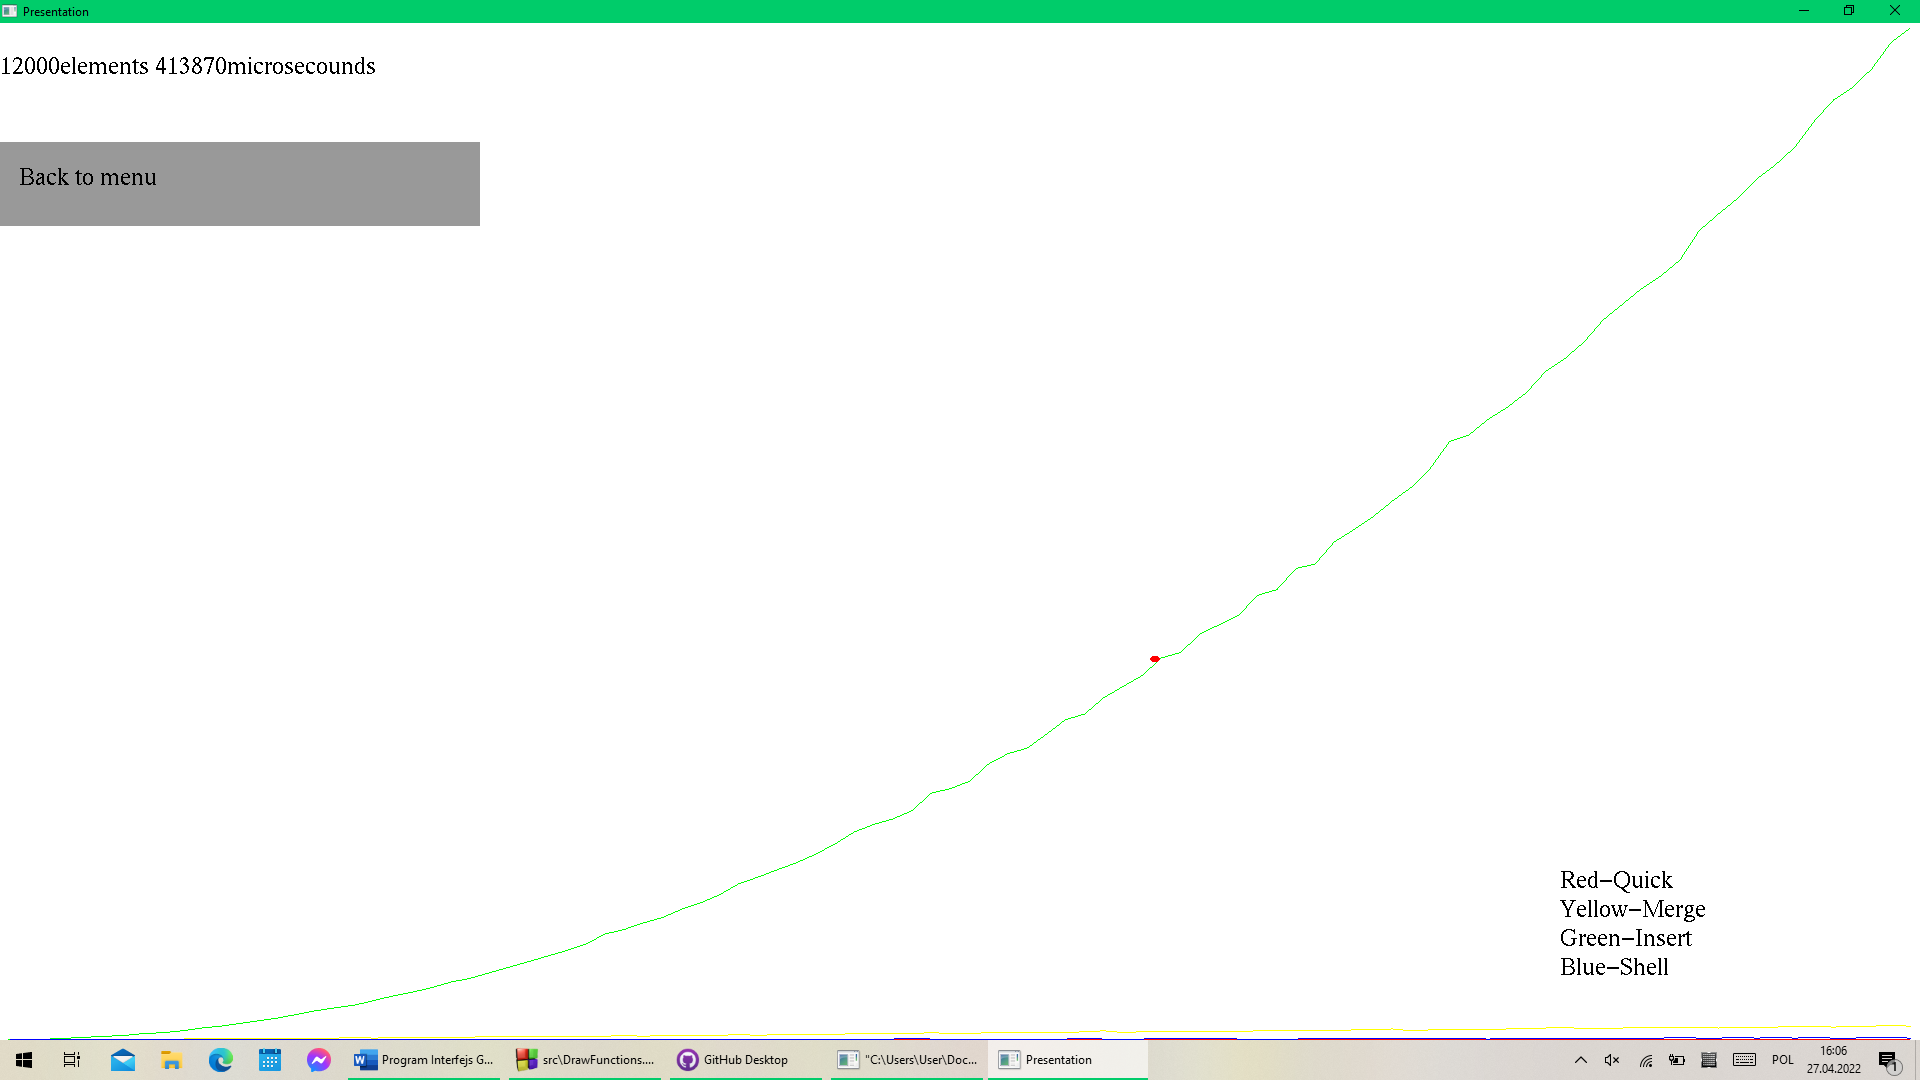 Presentation
12000elements 413870microsecounds
Back to menu
Red-Quick
Yellow-Merge
Green-Insert
Blue-Shell
Program Interfejs G...
src\DrawFunctions....
GitHub Desktop
"C:\Users\User\Doc...
Presentation
POL
16:06
27.04.2022
1